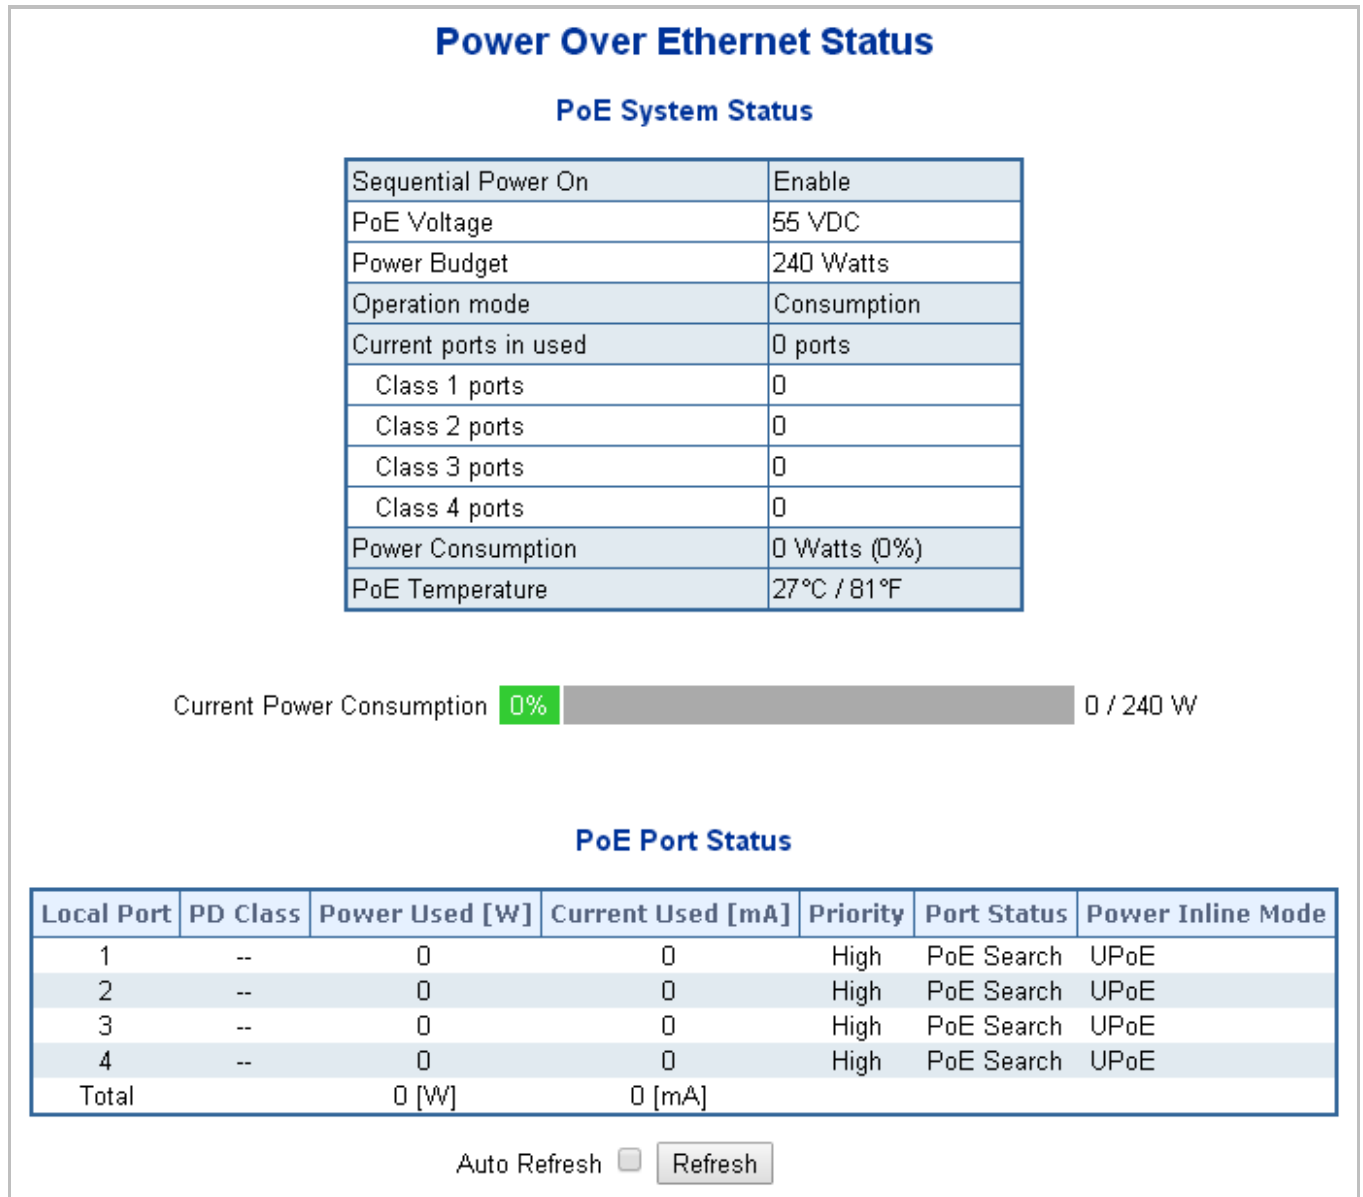 Power Over Ethernet Status
PoE System Status
Sequential Power On Enable
PoE Voltage 55 VDC
Power Budget 240 Watts
Operation mode Consumption
Current ports in used 0 ports
Class 1 ports 0
Class 2 ports 0
Class 3 ports 0
Class 4 ports 0
Power Consumption 0 Watts (0%)
PoE Temperature 27°C / 81°F
Current Power Consumption 0% 0 / 240 W
PoE Port Status
Local Port PD Class Power Used [W] Current Used [mA] Priority Port Status Power Inline Mode
1 -- 0 0 High PoE Search UPoE
2 -- 0 0 High PoE Search UPoE
3 -- 0 0 High PoE Search UPoE
4 -- 0 0 High PoE Search UPoE
Total 0 [W] 0 [mA]
Auto Refresh Refresh